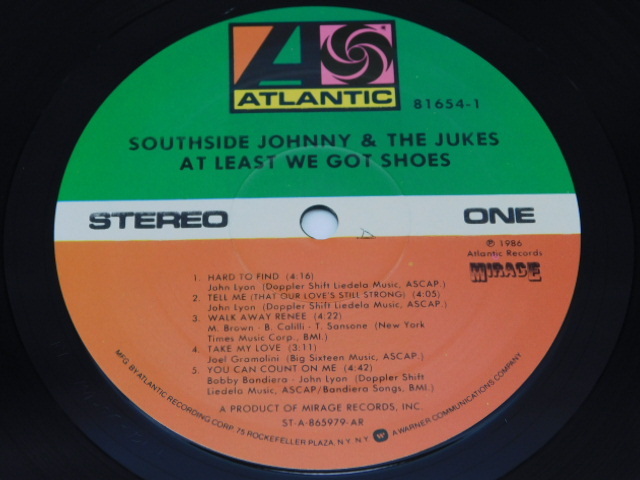 ATLANTIC
81654-1
SOUTHSIDE JOHNNY & THE JUKES
AT LEAST WE GOT SHOES
STEREO
ONE
℗ 1986
Atlantic Records
MIRAGE
1. HARD TO FIND (4:16)
John Lyon (Doppler Shift Liedela Music, ASCAP.)
2. TELL ME (THAT OUR LOVE'S STILL STRONG) (4:05)
John Lyon (Doppler Shift Liedela Music, ASCAP.)
3. WALK AWAY RENEE (4:22)
M. Brown - B. Calilli - T. Sansone (New York
Times Music Corp., BMI.)
4. TAKE MY LOVE (3:11)
Joel Gramolini (Big Sixteen Music, ASCAP.)
5. YOU CAN COUNT ON ME (4:42)
Bobby Bandiera - John Lyon (Doppler Shift
Liedela Music, ASCAP/Bandiera Songs, BMI.)
A PRODUCT OF MIRAGE RECORDS, INC.
ST-A-865979-AR
MFG. BY ATLANTIC RECORDING CORP., 75 ROCKEFELLER PLAZA, N.Y. N.Y. W A WARNER COMMUNICATIONS COMPANY